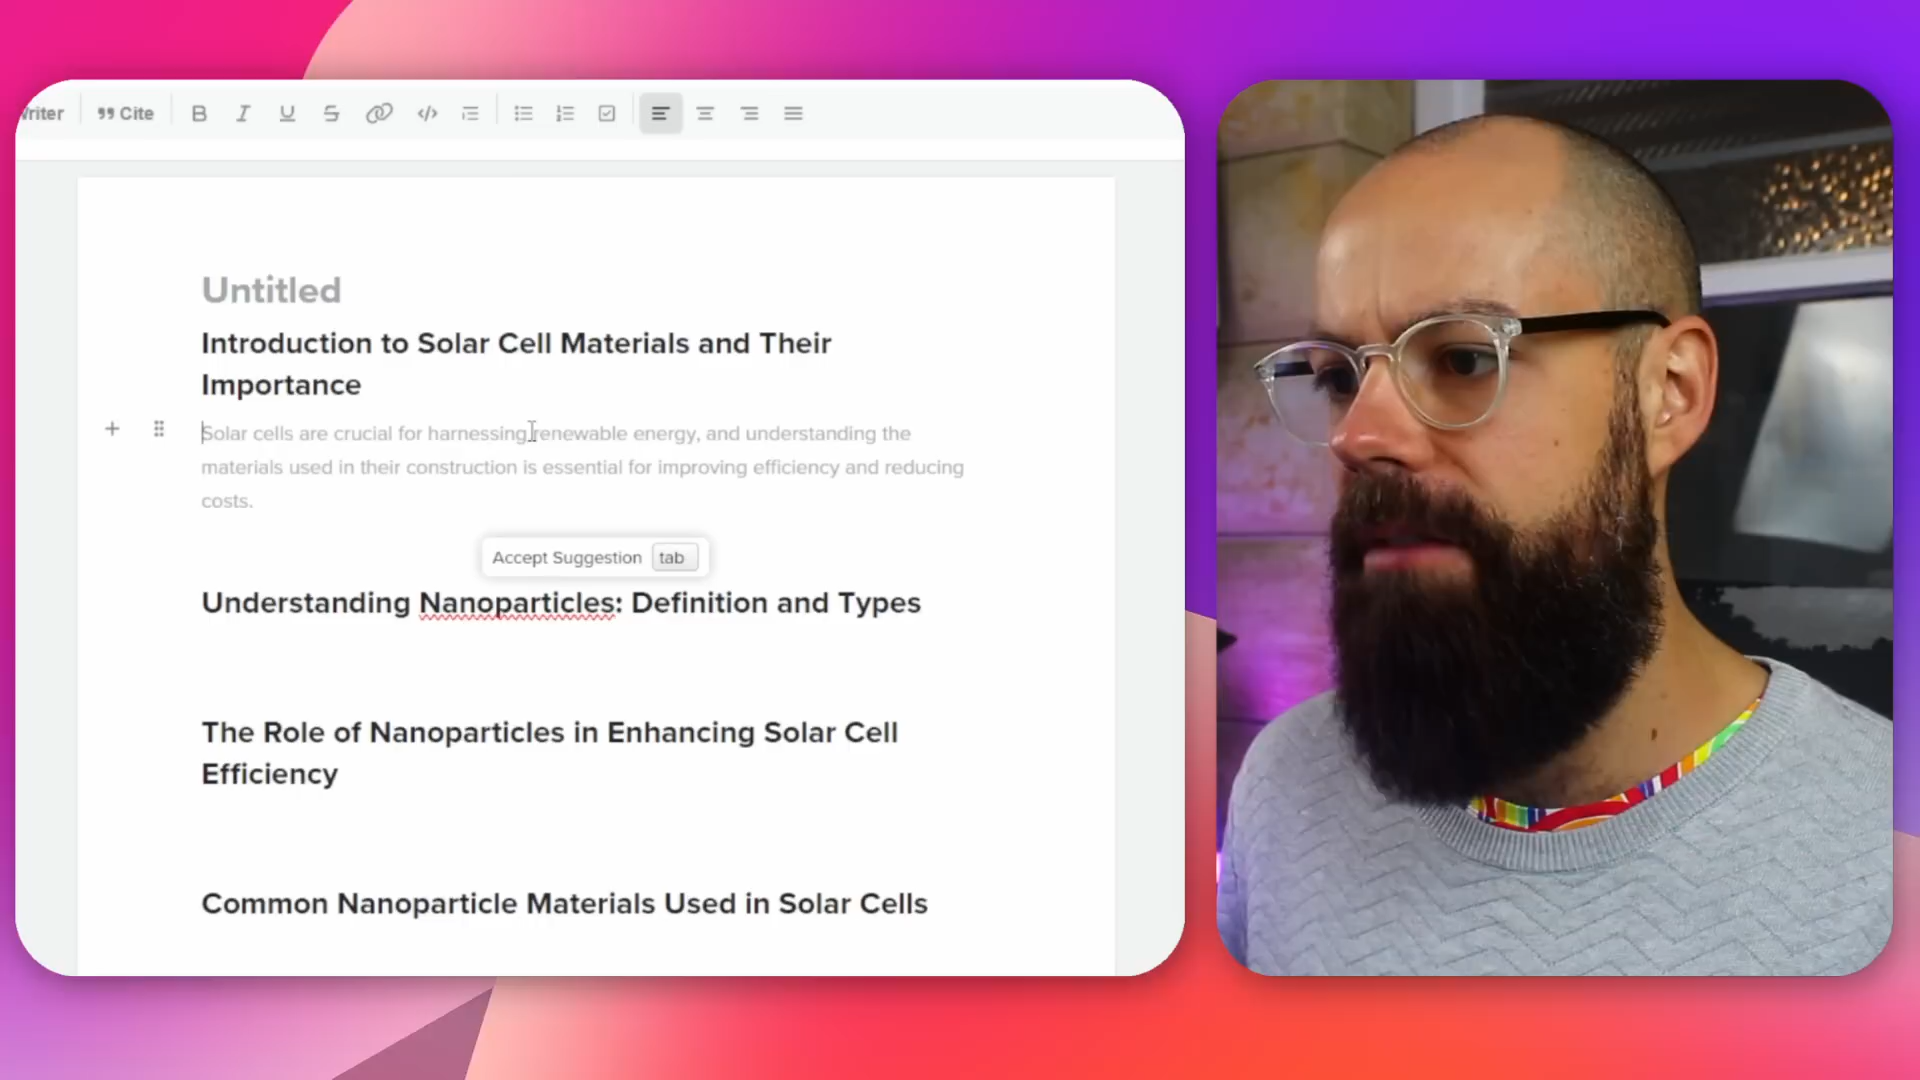 Cite
Untitled
Introduction to Solar Cell Materials and Their
Importance
Solar cells are crucial for harnessing renewable energy, and understanding the
materials used in their construction is essential for improving efficiency and reducing
costs.
Accept Suggestion tab
Understanding Nanoparticles: Definition and Types
The Role of Nanoparticles in Enhancing Solar Cell
Efficiency
Common Nanoparticle Materials Used in Solar Cells